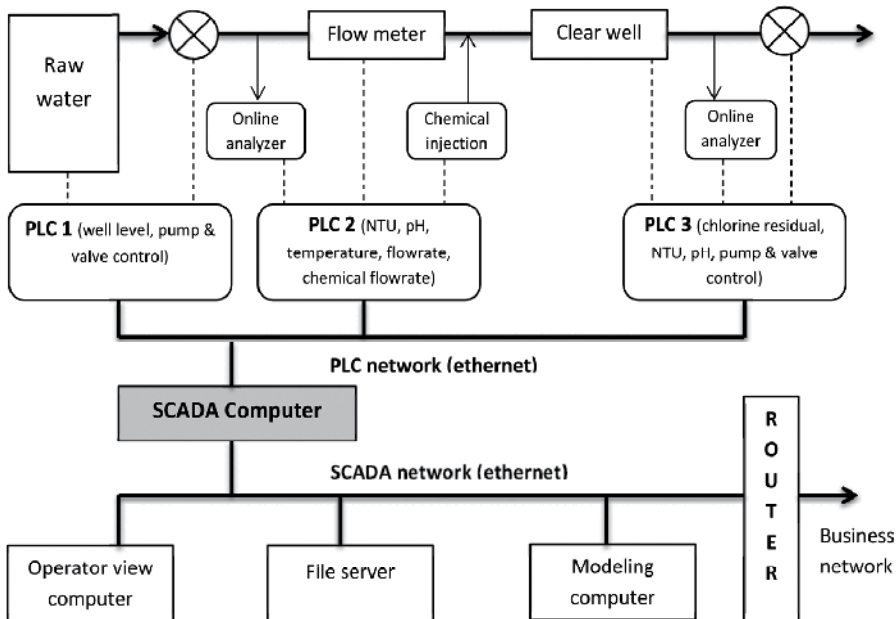 Raw
water
Flow meter
Clear well
Online
analyzer
Chemical
injection
Online
analyzer
PLC 1 (well level, pump &
valve control)
PLC 2 (NTU, pH,
temperature, flowrate,
chemical flowrate)
PLC 3 (chlorine residual,
NTU, pH, pump & valve
control)
PLC network (ethernet)
SCADA Computer
SCADA network (ethernet)
R
O
U
T
E
R
Business
network
Operator view
computer
File server
Modeling
computer